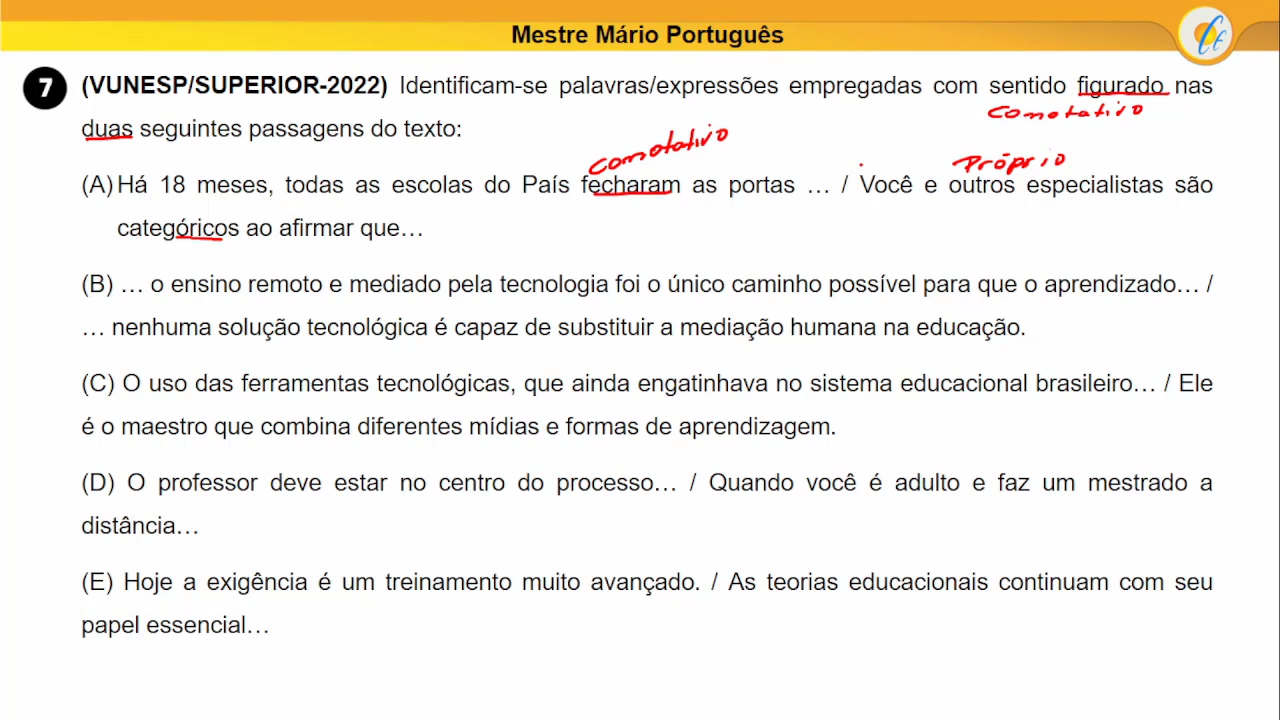 Mestre Mário Português
7 (VUNESP/SUPERIOR-2022) Identificam-se palavras/expressões empregadas com sentido figurado nas
conotativo
duas seguintes passagens do texto:
conotativo
Próprio
(A) Há 18 meses, todas as escolas do País fecharam as portas … / Você e outros especialistas são
categóricos ao afirmar que…
(B) … o ensino remoto e mediado pela tecnologia foi o único caminho possível para que o aprendizado… /
… nenhuma solução tecnológica é capaz de substituir a mediação humana na educação.
(C) O uso das ferramentas tecnológicas, que ainda engatinhava no sistema educacional brasileiro… / Ele
é o maestro que combina diferentes mídias e formas de aprendizagem.
(D) O professor deve estar no centro do processo… / Quando você é adulto e faz um mestrado a
distância…
(E) Hoje a exigência é um treinamento muito avançado. / As teorias educacionais continuam com seu
papel essencial…